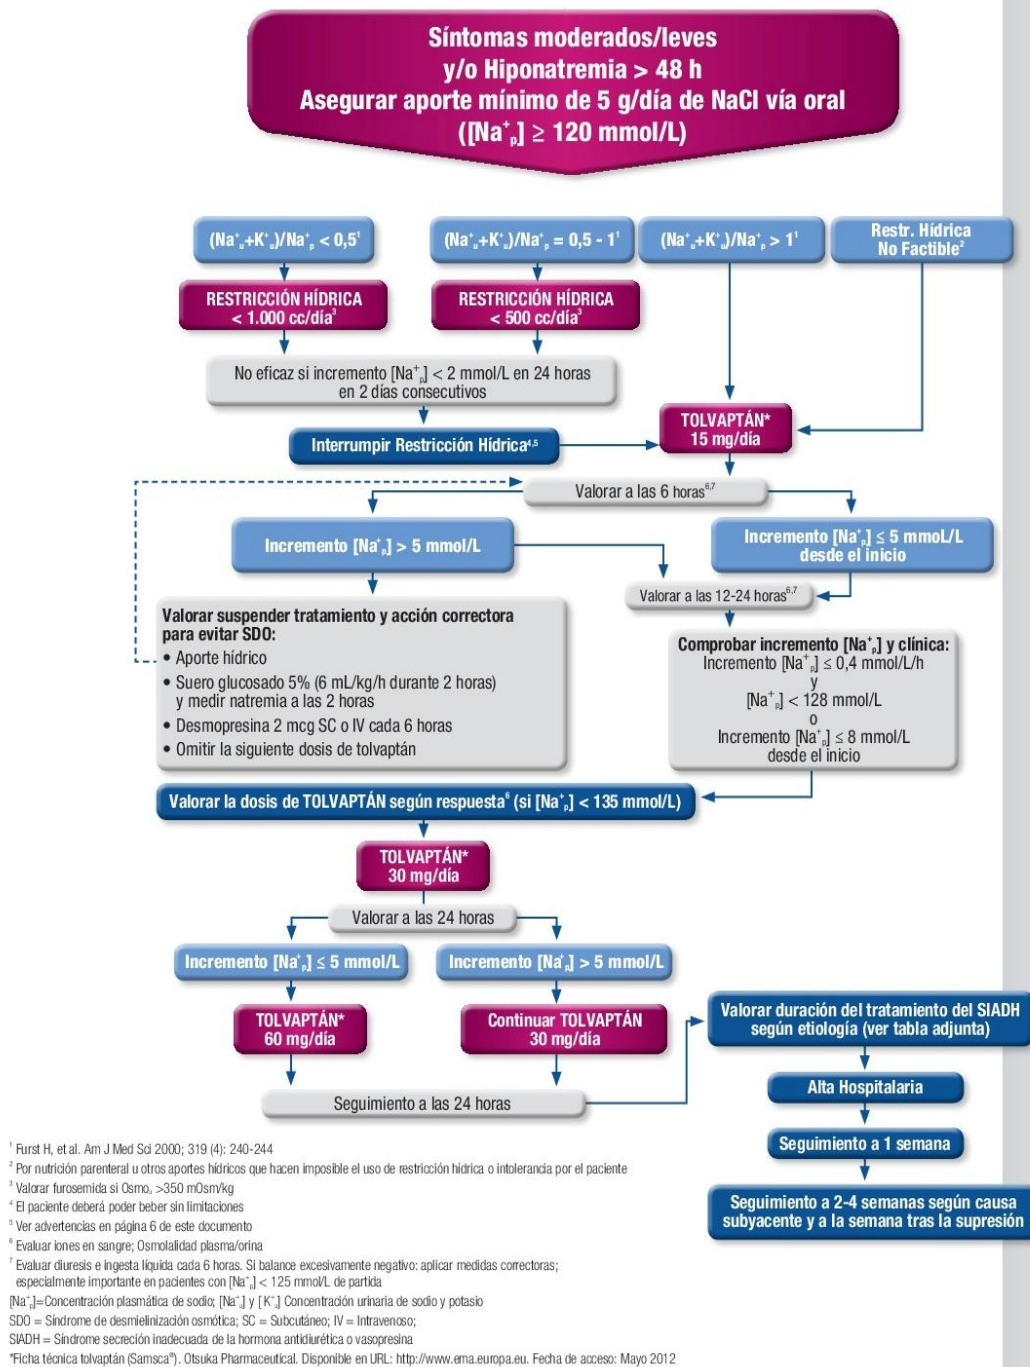 Síntomas moderados/leves
y/o Hiponatremia > 48 h
Asegurar aporte mínimo de 5 g/día de NaCl vía oral
([Na⁺ₚ] ≥ 120 mmol/L)
(Na⁺ᵤ+K⁺ᵤ)/Na⁺ₚ < 0,5¹
(Na⁺ᵤ+K⁺ᵤ)/Na⁺ₚ = 0,5 - 1¹
(Na⁺ᵤ+K⁺ᵤ)/Na⁺ₚ > 1¹
Restr. Hídrica
No Factible²
RESTRICCIÓN HÍDRICA
< 1.000 cc/día³
RESTRICCIÓN HÍDRICA
< 500 cc/día³
No eficaz si incremento [Na⁺ₚ] < 2 mmol/L en 24 horas
en 2 días consecutivos
Interrumpir Restricción Hídrica⁴,⁵
TOLVAPTÁN*
15 mg/día
Valorar a las 6 horas⁶,⁷
Incremento [Na⁺ₚ] > 5 mmol/L
Incremento [Na⁺ₚ] ≤ 5 mmoL/L
desde el inicio
Valorar a las 12-24 horas⁶,⁷
Valorar suspender tratamiento y acción correctora
para evitar SDO:
• Aporte hídrico
• Suero glucosado 5% (6 mL/kg/h durante 2 horas)
y medir natremia a las 2 horas
• Desmopresina 2 mcg SC o IV cada 6 horas
• Omitir la siguiente dosis de tolvaptán
Comprobar incremento [Na⁺ₚ] y clínica:
Incremento [Na⁺ₚ] ≤ 0,4 mmol/L/h
y
[Na⁺ₚ] < 128 mmol/L
o
Incremento [Na⁺ₚ] ≤ 8 mmol/L
desde el inicio
Valorar la dosis de TOLVAPTÁN según respuesta⁶ (si [Na⁺ₚ] < 135 mmol/L)
TOLVAPTÁN*
30 mg/día
Valorar a las 24 horas
Incremento [Na⁺ₚ] ≤ 5 mmol/L
Incremento [Na⁺ₚ] > 5 mmol/L
TOLVAPTÁN*
60 mg/día
Continuar TOLVAPTÁN
30 mg/día
Seguimiento a las 24 horas
Valorar duración del tratamiento del SIADH
según etiología (ver tabla adjunta)
Alta Hospitalaria
Seguimiento a 1 semana
Seguimiento a 2-4 semanas según causa
subyacente y a la semana tras la supresión
¹ Furst H, et al. Am J Med Sci 2000; 319 (4): 240-244
² Por nutrición parenteral u otros aportes hídricos que hacen imposible el uso de restricción hídrica o intolerancia por el paciente
³ Valorar furosemida si Osmoᵤ >350 mOsm/kg
⁴ El paciente deberá poder beber sin limitaciones
⁵ Ver advertencias en página 6 de este documento
⁶ Evaluar iones en sangre; Osmolalidad plasma/orina
⁷ Evaluar diuresis e ingesta líquida cada 6 horas. Si balance excesivamente negativo: aplicar medidas correctoras;
especialmente importante en pacientes con [Na⁺ₚ] < 125 mmol/L de partida
[Na⁺ₚ]=Concentración plasmática de sodio; [Na⁺ᵤ] y [ K⁺ᵤ] Concentración urinaria de sodio y potasio
SDO = Síndrome de desmielinización osmótica; SC = Subcutáneo; IV = Intravenoso;
SIADH = Síndrome secreción inadecuada de la hormona antidiurética o vasopresina
*Ficha técnica tolvaptán (Samsca®). Otsuka Pharmaceutical. Disponible en URL: http://www.ema.europa.eu. Fecha de acceso: Mayo 2012